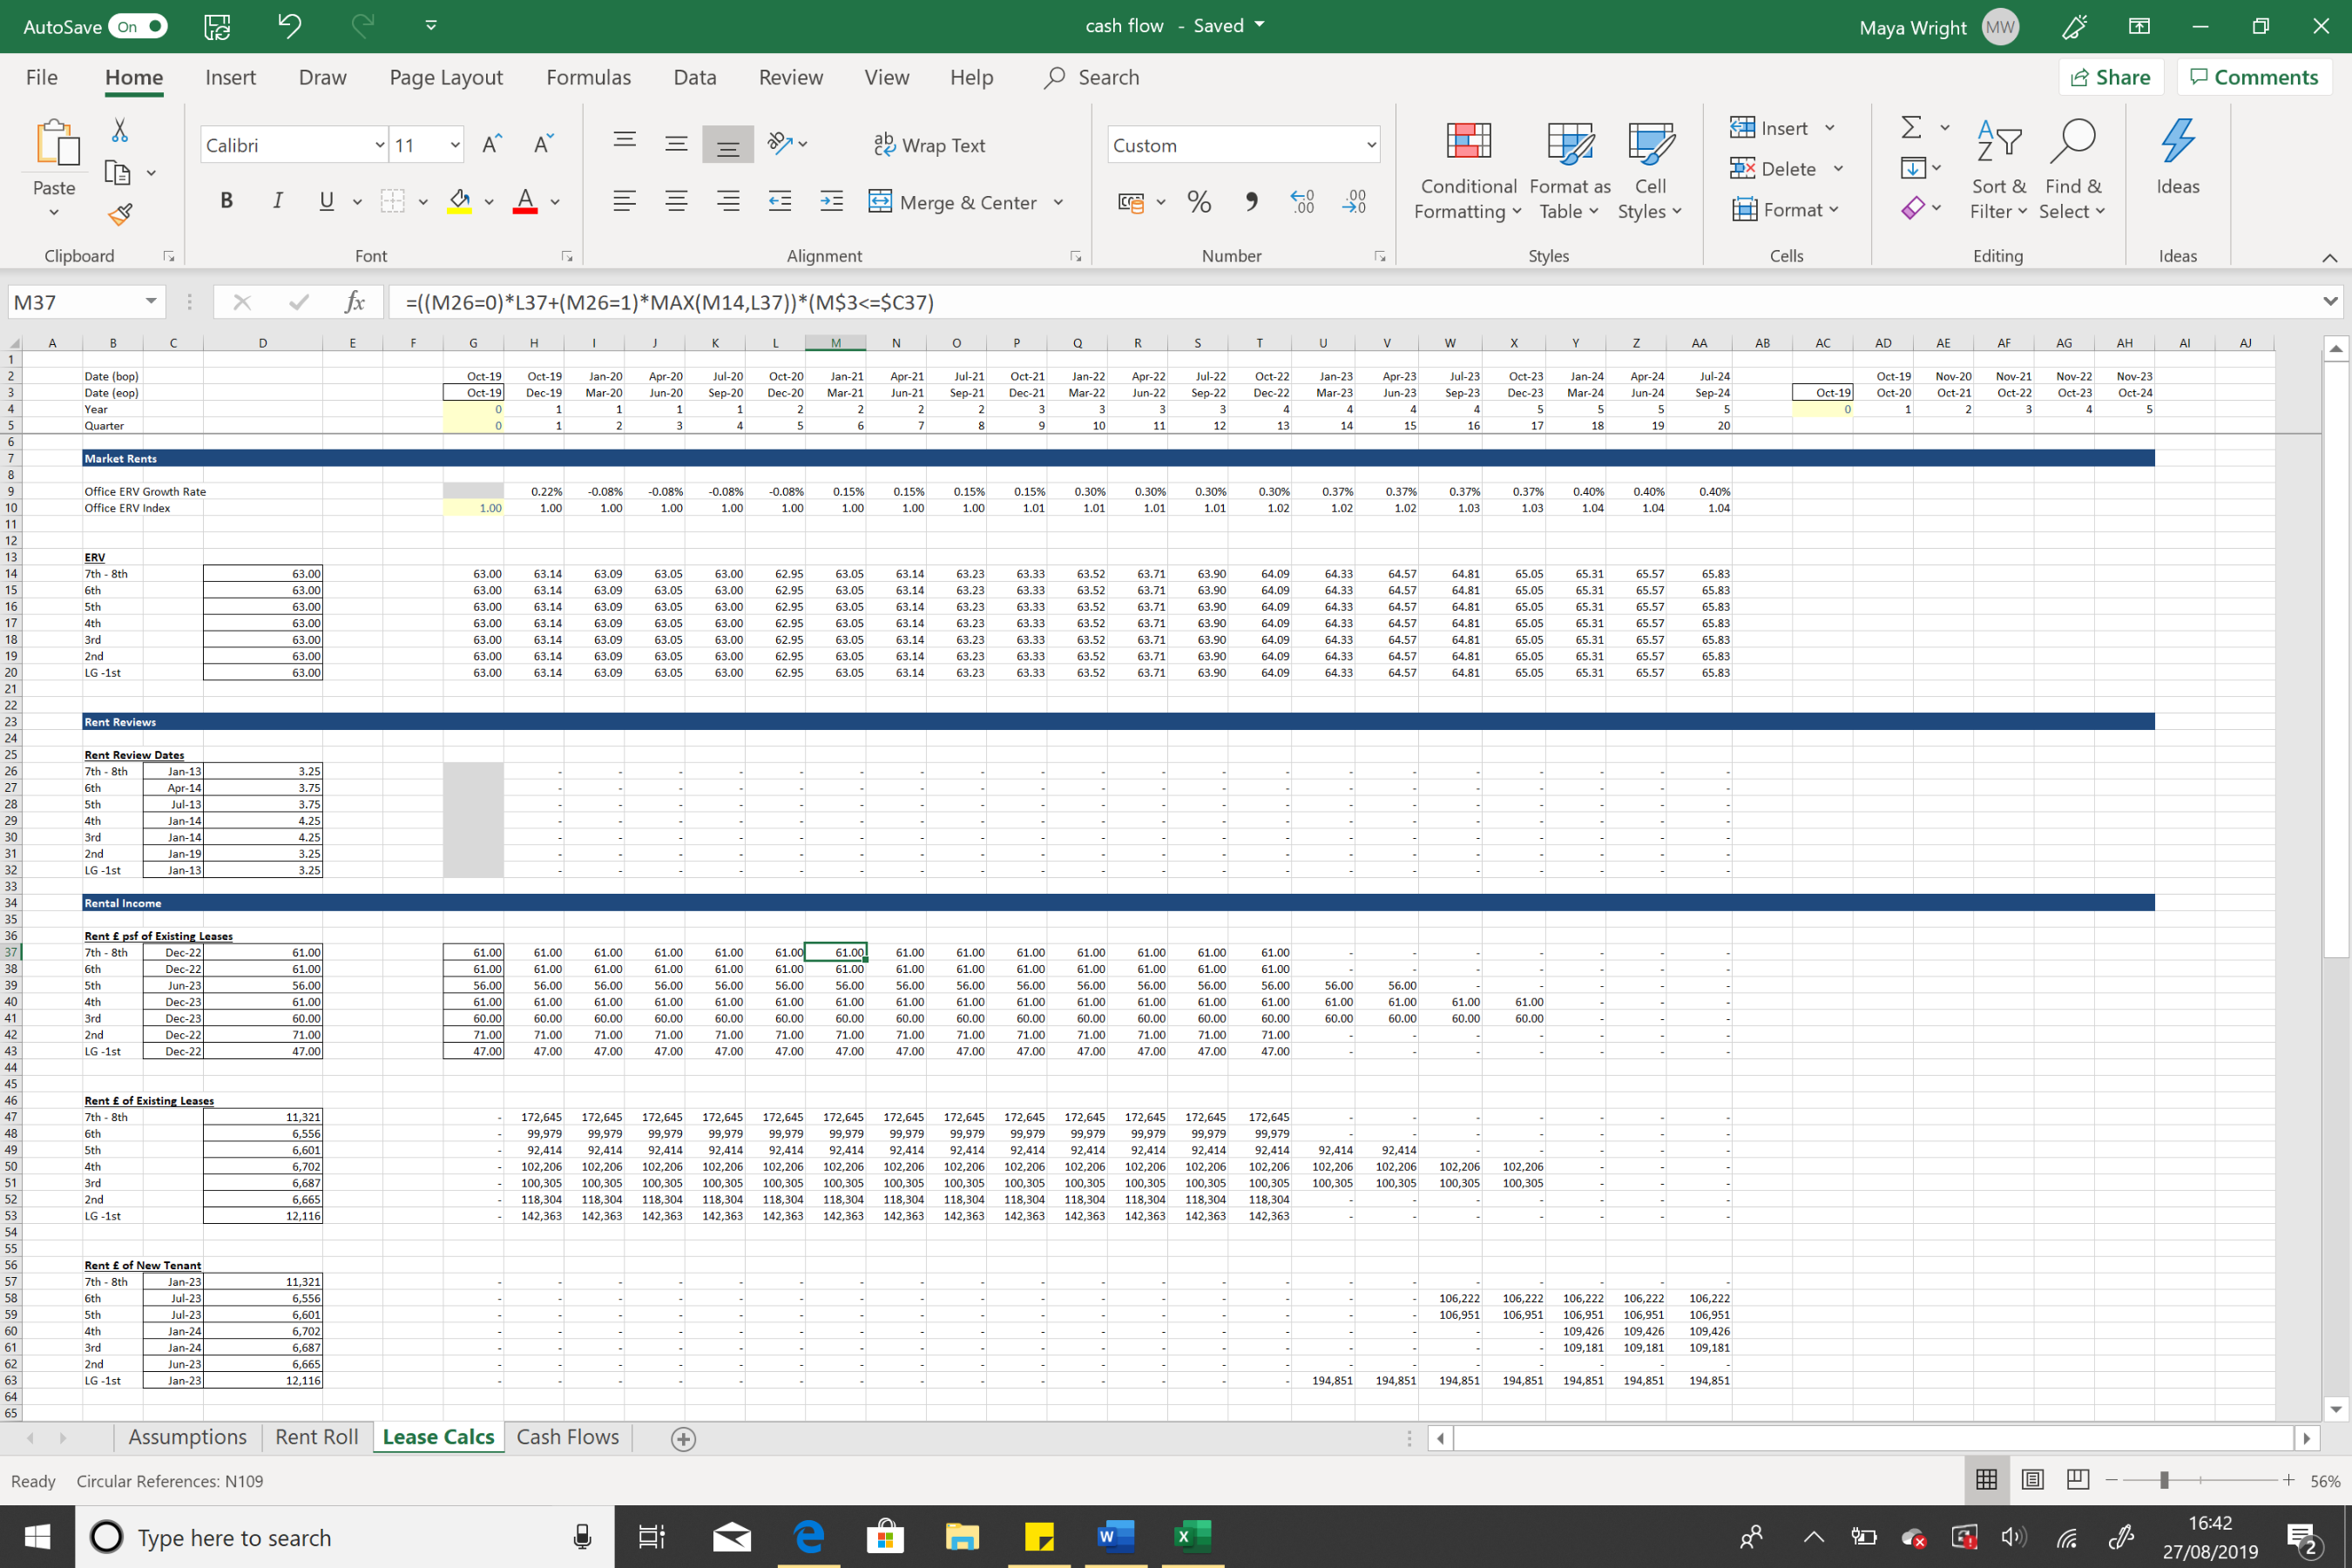 AutoSave On cash flow - Saved Maya Wright MW
File Home Insert Draw Page Layout Formulas Data Review View Help Search Share Comments
Paste Calibri 11 Wrap Text Custom Conditional Formatting Format as Table Cell Styles Insert Sort & Filter Find & Select Ideas
B I U A Merge & Center % Delete
Format
Clipboard Font Alignment Number Styles Cells Editing Ideas
M37 fx =((M26=0)*L37+(M26=1)*MAX(M14,L37))*(M$3<=$C37)
A B C D E F G H I J K L M N O P Q R S T U V W X Y Z AA AB AC AD AE AF AG AH AI AJ
1
2 Date (bop) Oct-19 Oct-19 Jan-20 Apr-20 Jul-20 Oct-20 Jan-21 Apr-21 Jul-21 Oct-21 Jan-22 Apr-22 Jul-22 Oct-22 Jan-23 Apr-23 Jul-23 Oct-23 Jan-24 Apr-24 Jul-24 Oct-19 Nov-20 Nov-21 Nov-22 Nov-23
3 Date (eop) Oct-19 Dec-19 Mar-20 Jun-20 Sep-20 Dec-20 Mar-21 Jun-21 Sep-21 Dec-21 Mar-22 Jun-22 Sep-22 Dec-22 Mar-23 Jun-23 Sep-23 Dec-23 Mar-24 Jun-24 Sep-24 Oct-19 Oct-20 Oct-21 Oct-22 Oct-23 Oct-24
4 Year 0 1 1 1 1 2 2 2 2 3 3 3 3 4 4 4 4 5 5 5 5 0 1 2 3 4 5
5 Quarter 0 1 2 3 4 5 6 7 8 9 10 11 12 13 14 15 16 17 18 19 20
6
7 Market Rents
8
9 Office ERV Growth Rate 0.22% -0.08% -0.08% -0.08% -0.08% 0.15% 0.15% 0.15% 0.15% 0.30% 0.30% 0.30% 0.30% 0.37% 0.37% 0.37% 0.37% 0.40% 0.40% 0.40%
10 Office ERV Index 1.00 1.00 1.00 1.00 1.00 1.00 1.00 1.00 1.00 1.01 1.01 1.01 1.01 1.02 1.02 1.02 1.03 1.03 1.04 1.04 1.04
11
12
13 ERV
14 7th - 8th 63.00 63.00 63.14 63.09 63.05 63.00 62.95 63.05 63.14 63.23 63.33 63.52 63.71 63.90 64.09 64.33 64.57 64.81 65.05 65.31 65.57 65.83
15 6th 63.00 63.00 63.14 63.09 63.05 63.00 62.95 63.05 63.14 63.23 63.33 63.52 63.71 63.90 64.09 64.33 64.57 64.81 65.05 65.31 65.57 65.83
16 5th 63.00 63.00 63.14 63.09 63.05 63.00 62.95 63.05 63.14 63.23 63.33 63.52 63.71 63.90 64.09 64.33 64.57 64.81 65.05 65.31 65.57 65.83
17 4th 63.00 63.00 63.14 63.09 63.05 63.00 62.95 63.05 63.14 63.23 63.33 63.52 63.71 63.90 64.09 64.33 64.57 64.81 65.05 65.31 65.57 65.83
18 3rd 63.00 63.00 63.14 63.09 63.05 63.00 62.95 63.05 63.14 63.23 63.33 63.52 63.71 63.90 64.09 64.33 64.57 64.81 65.05 65.31 65.57 65.83
19 2nd 63.00 63.00 63.14 63.09 63.05 63.00 62.95 63.05 63.14 63.23 63.33 63.52 63.71 63.90 64.09 64.33 64.57 64.81 65.05 65.31 65.57 65.83
20 LG -1st 63.00 63.00 63.14 63.09 63.05 63.00 62.95 63.05 63.14 63.23 63.33 63.52 63.71 63.90 64.09 64.33 64.57 64.81 65.05 65.31 65.57 65.83
21
22
23 Rent Reviews
24
25 Rent Review Dates
26 7th - 8th Jan-13 3.25 - - - - - - - - - - - - - - - - - - - -
27 6th Apr-14 3.75 - - - - - - - - - - - - - - - - - - - -
28 5th Jul-13 3.75 - - - - - - - - - - - - - - - - - - - -
29 4th Jan-14 4.25 - - - - - - - - - - - - - - - - - - - -
30 3rd Jan-14 4.25 - - - - - - - - - - - - - - - - - - - -
31 2nd Jan-19 3.25 - - - - - - - - - - - - - - - - - - - -
32 LG -1st Jan-13 3.25 - - - - - - - - - - - - - - - - - - - -
33
34 Rental Income
35
36 Rent £ psf of Existing Leases
37 7th - 8th Dec-22 61.00 61.00 61.00 61.00 61.00 61.00 61.00 61.00 61.00 61.00 61.00 61.00 61.00 61.00 61.00 - - - - - - -
38 6th Dec-22 61.00 61.00 61.00 61.00 61.00 61.00 61.00 61.00 61.00 61.00 61.00 61.00 61.00 61.00 61.00 - - - - - - -
39 5th Jun-23 56.00 56.00 56.00 56.00 56.00 56.00 56.00 56.00 56.00 56.00 56.00 56.00 56.00 56.00 56.00 56.00 56.00 - - - - -
40 4th Dec-23 61.00 61.00 61.00 61.00 61.00 61.00 61.00 61.00 61.00 61.00 61.00 61.00 61.00 61.00 61.00 61.00 61.00 61.00 61.00 - - -
41 3rd Dec-23 60.00 60.00 60.00 60.00 60.00 60.00 60.00 60.00 60.00 60.00 60.00 60.00 60.00 60.00 60.00 60.00 60.00 60.00 60.00 - - -
42 2nd Dec-22 71.00 71.00 71.00 71.00 71.00 71.00 71.00 71.00 71.00 71.00 71.00 71.00 71.00 71.00 71.00 - - - - - - -
43 LG -1st Dec-22 47.00 47.00 47.00 47.00 47.00 47.00 47.00 47.00 47.00 47.00 47.00 47.00 47.00 47.00 47.00 - - - - - - -
44
45
46 Rent £ of Existing Leases
47 7th - 8th 11,321 - 172,645 172,645 172,645 172,645 172,645 172,645 172,645 172,645 172,645 172,645 172,645 172,645 172,645 - - - - - - -
48 6th 6,556 - 99,979 99,979 99,979 99,979 99,979 99,979 99,979 99,979 99,979 99,979 99,979 99,979 99,979 - - - - - - -
49 5th 6,601 - 92,414 92,414 92,414 92,414 92,414 92,414 92,414 92,414 92,414 92,414 92,414 92,414 92,414 92,414 92,414 - - - - -
50 4th 6,702 - 102,206 102,206 102,206 102,206 102,206 102,206 102,206 102,206 102,206 102,206 102,206 102,206 102,206 102,206 102,206 102,206 102,206 - - -
51 3rd 6,687 - 100,305 100,305 100,305 100,305 100,305 100,305 100,305 100,305 100,305 100,305 100,305 100,305 100,305 100,305 100,305 100,305 100,305 - - -
52 2nd 6,665 - 118,304 118,304 118,304 118,304 118,304 118,304 118,304 118,304 118,304 118,304 118,304 118,304 118,304 - - - - - - -
53 LG -1st 12,116 - 142,363 142,363 142,363 142,363 142,363 142,363 142,363 142,363 142,363 142,363 142,363 142,363 142,363 - - - - - - -
54
55
56 Rent £ of New Tenant
57 7th - 8th Jan-23 11,321 - - - - - - - - - - - - - - - - - - - - -
58 6th Jul-23 6,556 - - - - - - - - - - - - - - - - 106,222 106,222 106,222 106,222 106,222
59 5th Jul-23 6,601 - - - - - - - - - - - - - - - - 106,951 106,951 106,951 106,951 106,951
60 4th Jan-24 6,702 - - - - - - - - - - - - - - - - - - 109,426 109,426 109,426
61 3rd Jan-24 6,687 - - - - - - - - - - - - - - - - - - 109,181 109,181 109,181
62 2nd Jun-23 6,665 - - - - - - - - - - - - - - - - - - - - -
63 LG -1st Jan-23 12,116 - - - - - - - - - - - - - - 194,851 194,851 194,851 194,851 194,851 194,851 194,851
64
65
Assumptions Rent Roll Lease Calcs Cash Flows
Ready Circular References: N109 56%
Type here to search 16:42
27/08/2019 2